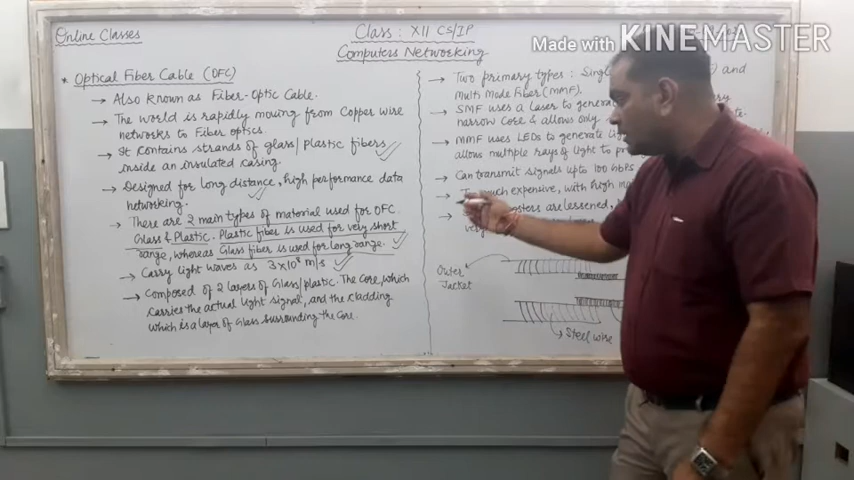 Online Classes
Class : XII CS/IP
Computers Networking
Made with KINEMASTER
* Optical Fiber Cable (OFC)
→ Also known as Fiber-Optic Cable.
→ The world is rapidly moving from Copper wire
networks to Fiber optics.
→ It contains strands of glass/Plastic fibers
inside an insulated casing.
→ Designed for long distance, high performance data
networking.
→ There are 2 main types of material used for OFC
Glass & Plastic. Plastic fiber is used for very short
range, whereas Glass fiber is used for long range.
→ Carry light waves as 3x10⁸ m/s
→ Composed of 2 layers of Glass/plastic. The Core, which
carries the actual light signal, and the cladding
which is a layer of Glass surrounding the Core.
→ Two primary types : and
Multi Mode Fiber (MMF).
→ SMF uses a laser to
narrow Core & allows only
→ MMF uses LEDs to generate
allows multiple rays of light to
→ Can transmit signals upto 100 GbPS
→ much expensive, with high
→ are lessened,
Outer
Jacket
Steel wire